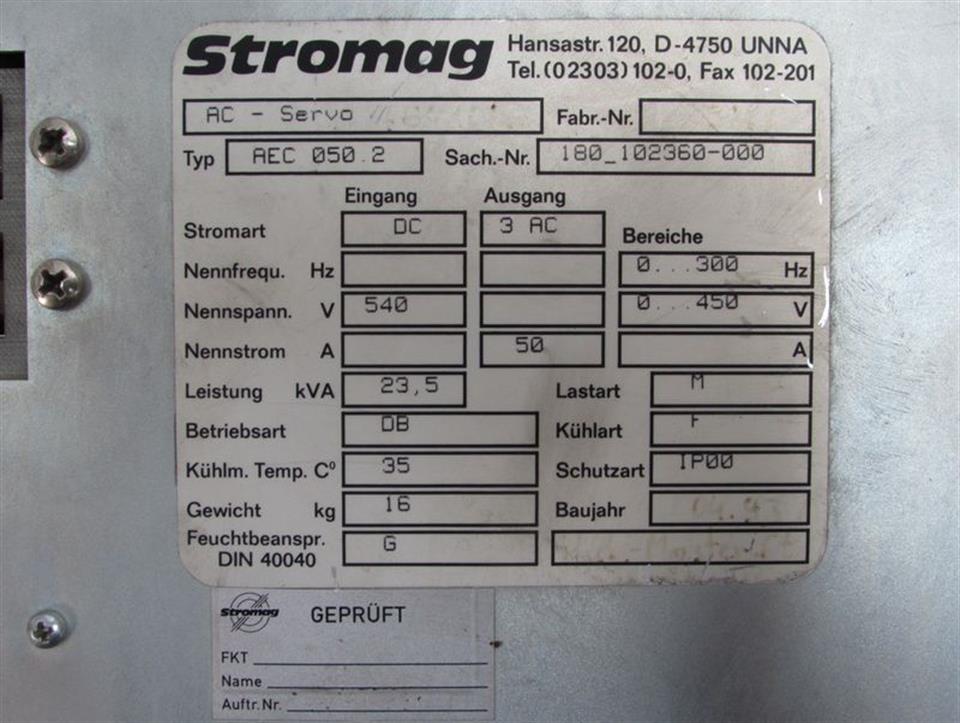 Stromag Hansastr. 120, D-4750 UNNA
Tel. (02303) 102-0, Fax 102-201
AC - Servo Fabr.-Nr.
Typ AEC 050.2 Sach.-Nr. 180_102360-000
Eingang Ausgang
Stromart DC 3 AC Bereiche
Nennfrequ. Hz 0...300 Hz
Nennspann. V 540 0...450 V
Nennstrom A 50 A
Leistung kVA 23,5 Lastart M
Betriebsart DB Kühlart F
Kühlm. Temp. C° 35 Schutzart IP00
Gewicht kg 16 Baujahr
Feuchtbeanspr. G
DIN 40040
Stromag GEPRÜFT
FKT
Name
Auftr. Nr.